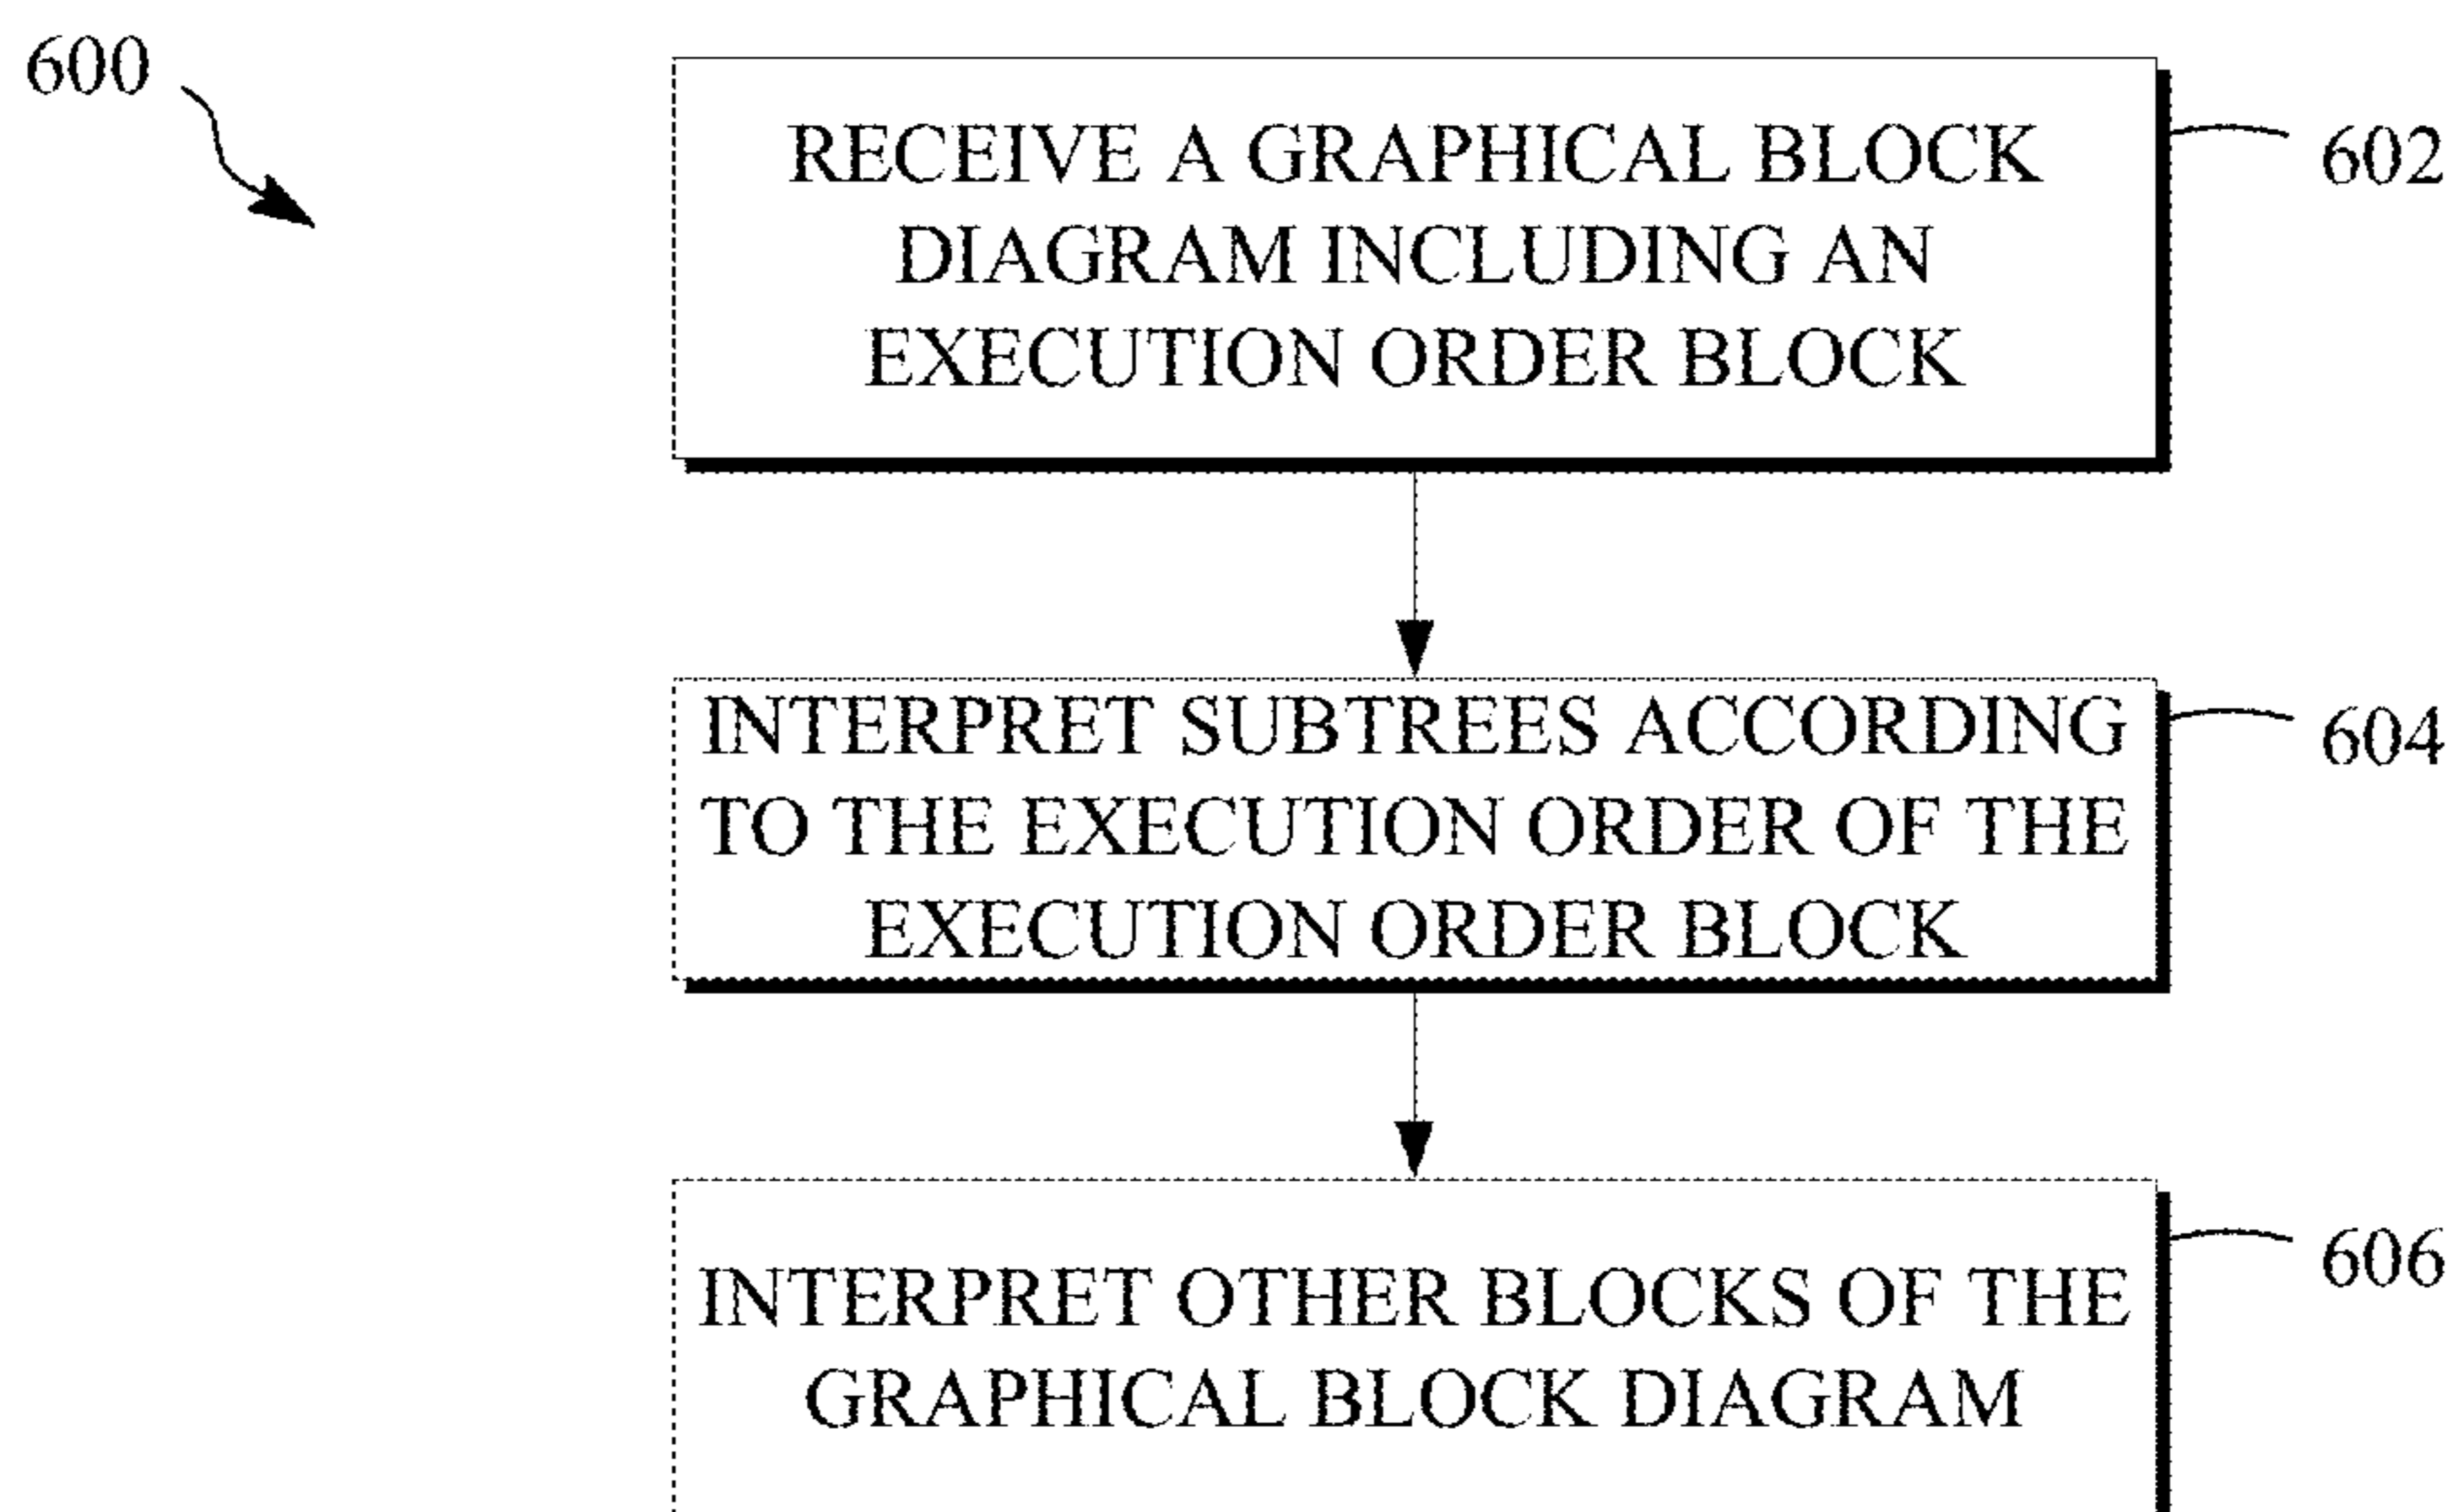 600
RECEIVE A GRAPHICAL BLOCK
DIAGRAM INCLUDING AN
EXECUTION ORDER BLOCK
602
INTERPRET SUBTREES ACCORDING
TO THE EXECUTION ORDER OF THE
EXECUTION ORDER BLOCK
604
INTERPRET OTHER BLOCKS OF THE
GRAPHICAL BLOCK DIAGRAM
606